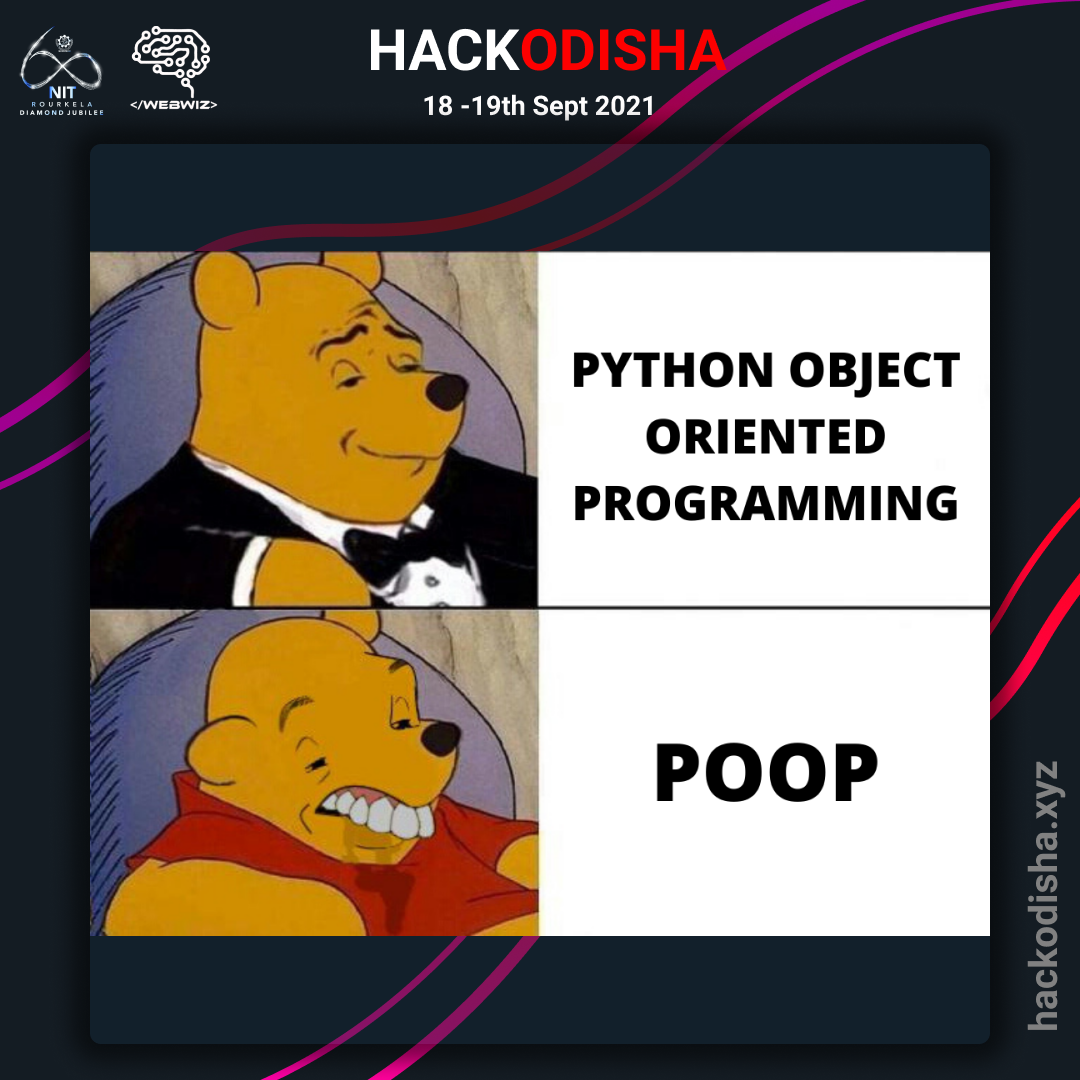 NIT
ROURKELA
DIAMOND JUBILEE
</WEBWIZ>
HACKODISHA
18 -19th Sept 2021
PYTHON OBJECT
ORIENTED
PROGRAMMING
POOP
hackodisha.xyz